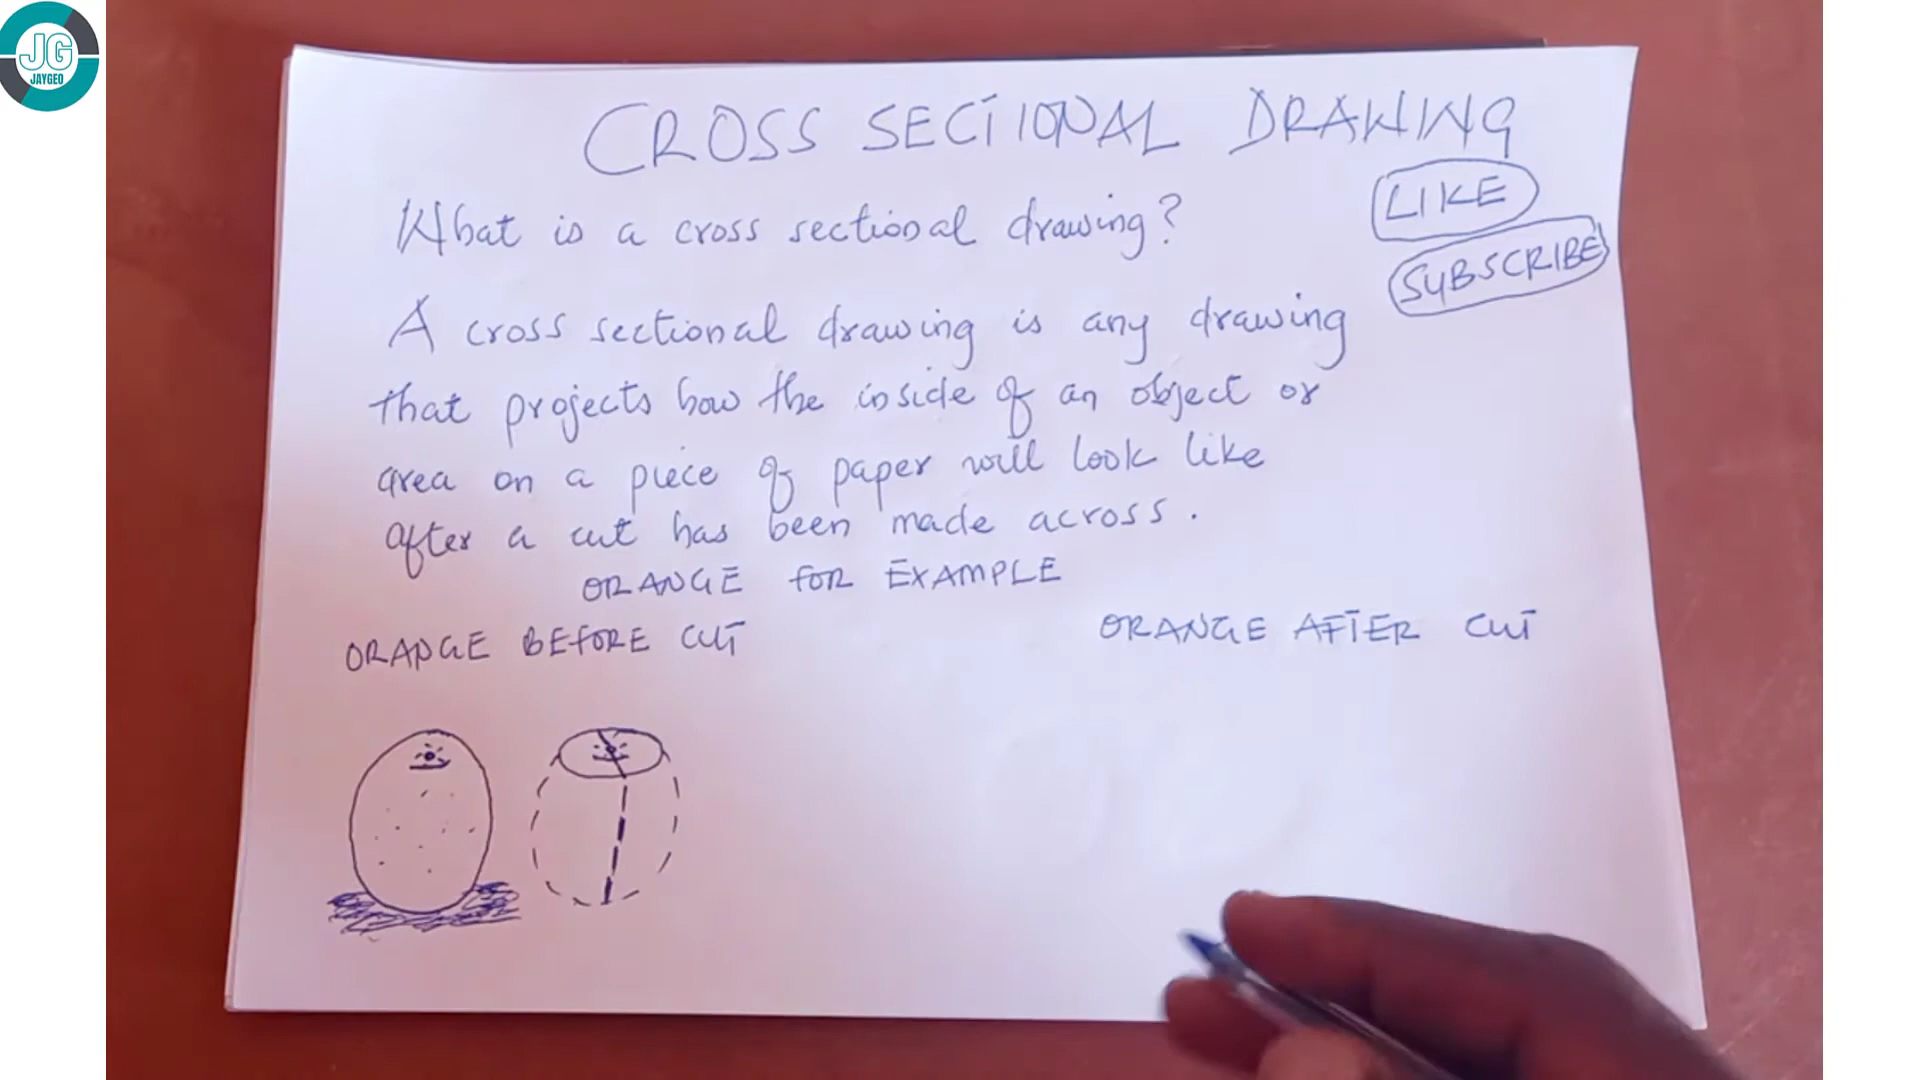 JG
JAYGEO
CROSS SECTIONAL DRAWING
LIKE
What is a cross sectional drawing?
SUBSCRIBE
A cross sectional drawing is any drawing
that projects how the inside of an object or
area on a piece of paper will look like
after a cut has been made across.
ORANGE FOR EXAMPLE
ORANGE BEFORE CUT
ORANGE AFTER CUT